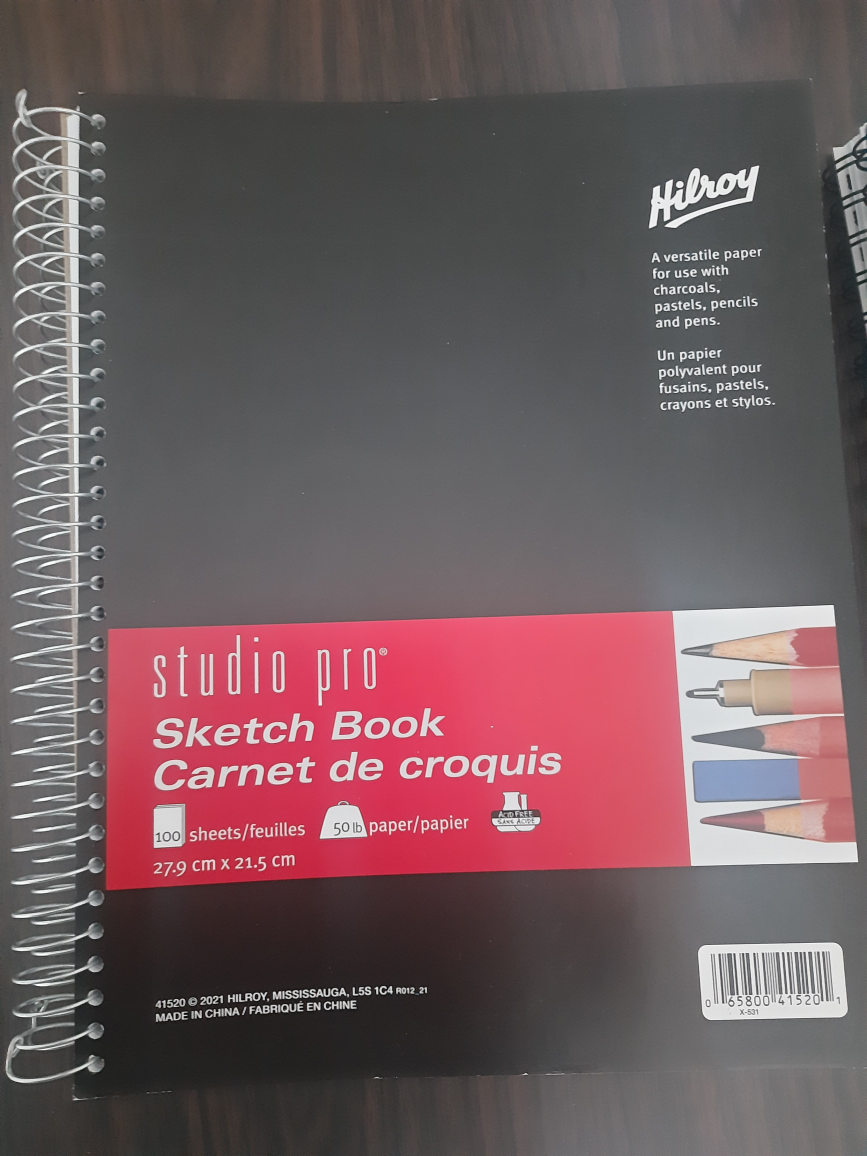 Hilroy
A versatile paper
for use with
charcoals,
pastels, pencils
and pens.
Un papier
polyvalent pour
fusains, pastels,
crayons et stylos.
studio pro®
Sketch Book
Carnet de croquis
100 sheets/feuilles 50 lb paper/papier ACID FREE
SANS ACIDE
27.9 cm x 21.5 cm
41520 © 2021 HILROY, MISSISSAUGA, L5S 1C4 R012_21
MADE IN CHINA / FABRIQUÉ EN CHINE
0 65800 41520 1
X-531